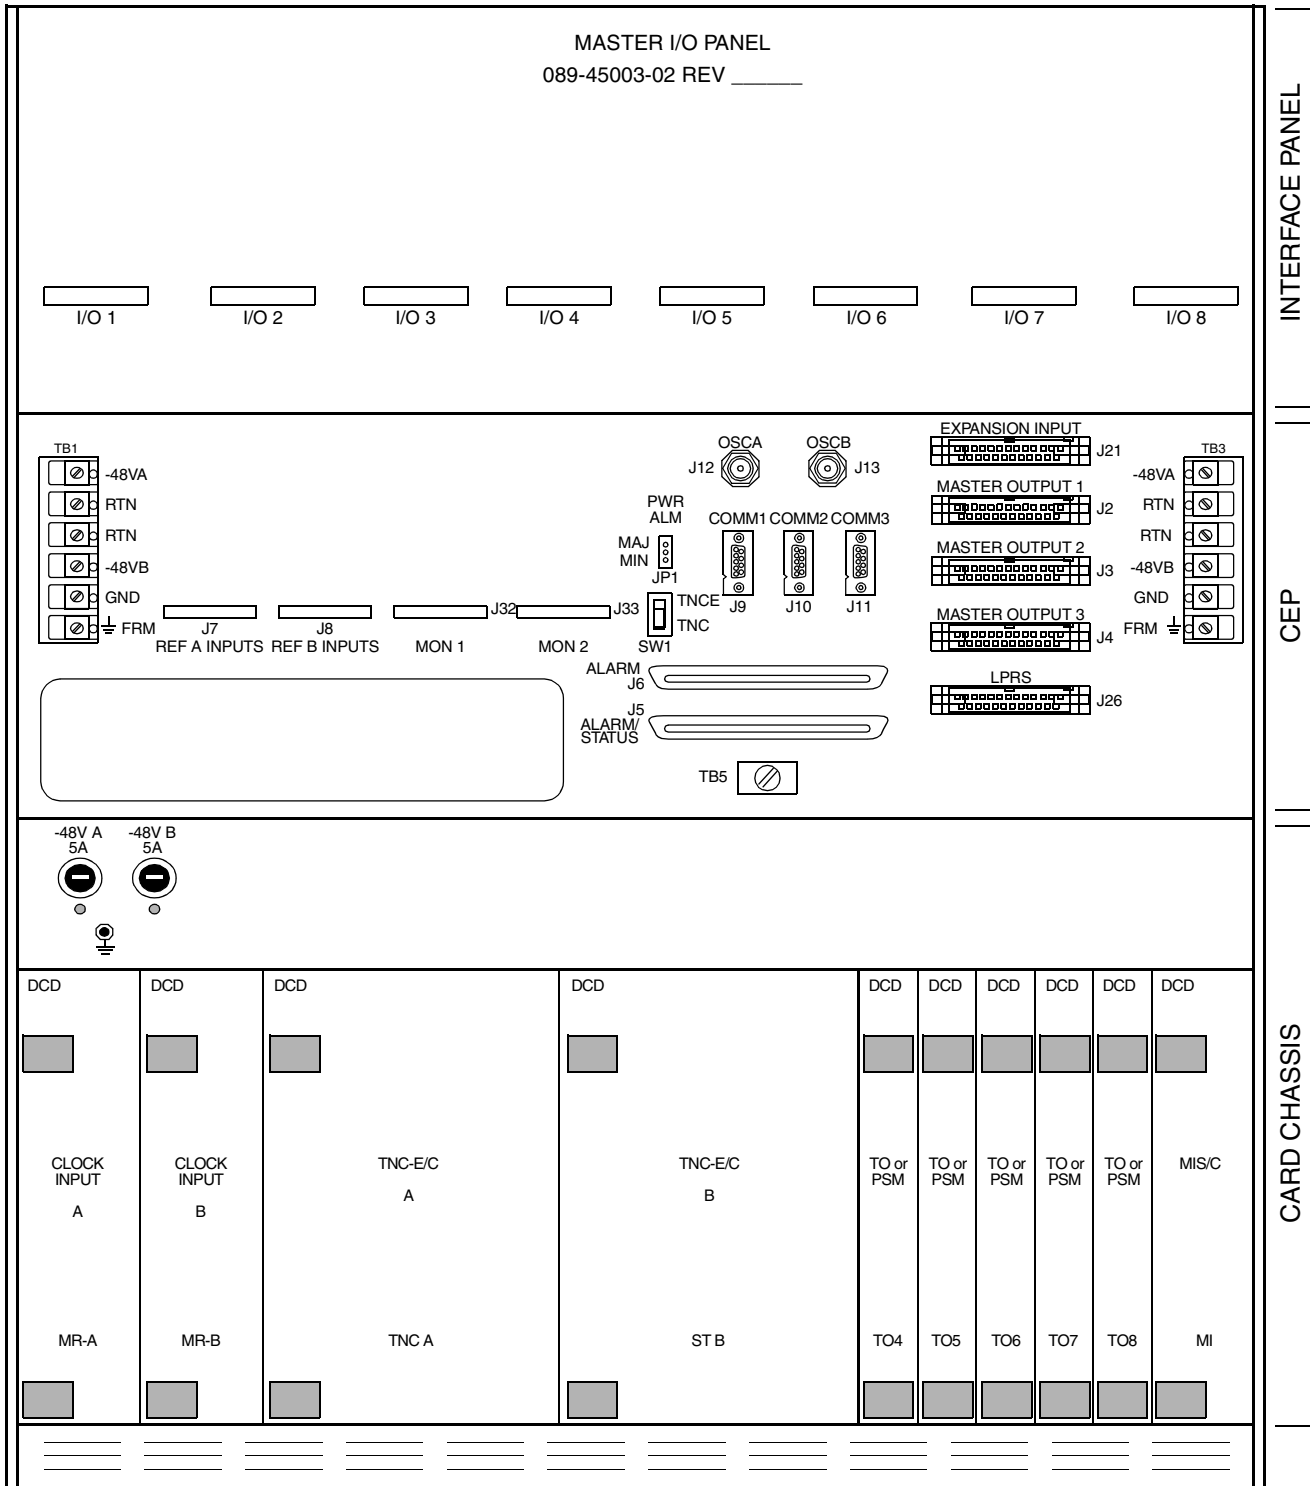 MASTER I/O PANEL
089-45003-02 REV ______
INTERFACE PANEL
I/O 1 I/O 2 I/O 3 I/O 4 I/O 5 I/O 6 I/O 7 I/O 8
TB1
-48VA
RTN
RTN
-48VB
GND
FRM
J7
REF A INPUTS
J8
REF B INPUTS
J32
MON 1
J33
MON 2
OSCA
J12
OSCB
J13
PWR
ALM
MAJ
MIN
JP1
COMM1 COMM2 COMM3
J9 J10 J11
TNCE
TNC
SW1
ALARM
J6
J5
ALARM/
STATUS
TB5
EXPANSION INPUT
J21
MASTER OUTPUT 1
J2
MASTER OUTPUT 2
J3
MASTER OUTPUT 3
J4
LPRS
J26
TB3
-48VA
RTN
RTN
-48VB
GND
FRM
CEP
-48V A -48V B
5A 5A
DCD DCD DCD DCD DCD DCD DCD DCD DCD DCD
CLOCK
INPUT
A
CLOCK
INPUT
B
TNC-E/C
A
TNC-E/C
B
TO or
PSM
TO or
PSM
TO or
PSM
TO or
PSM
TO or
PSM
MIS/C
MR-A MR-B TNC A ST B TO4 TO5 TO6 TO7 TO8 MI
CARD CHASSIS